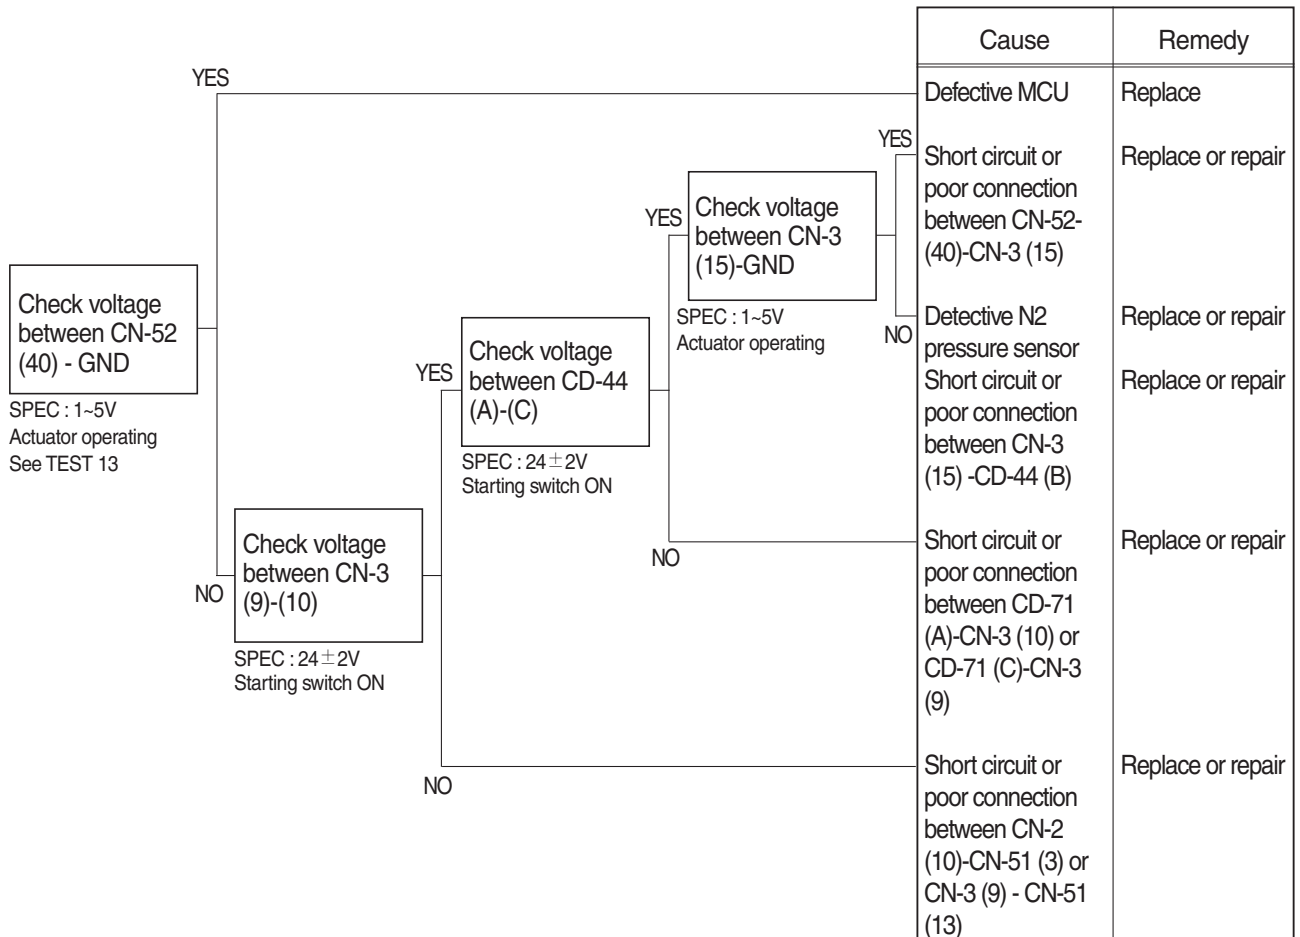 Cause
Remedy
YES
Defective MCU
Replace
YES
Short circuit or
poor connection
between CN-52-
(40)-CN-3 (15)
Replace or repair
YES
Check voltage
between CN-3
(15)-GND
SPEC : 1~5V
Actuator operating
NO
Detective N2
pressure sensor
Replace or repair
Short circuit or
poor connection
between CN-3
(15) -CD-44 (B)
Replace or repair
Check voltage
between CN-52
(40) - GND
SPEC : 1~5V
Actuator operating
See TEST 13
YES
Check voltage
between CD-44
(A)-(C)
SPEC : 24±2V
Starting switch ON
NO
Short circuit or
poor connection
between CD-71
(A)-CN-3 (10) or
CD-71 (C)-CN-3
(9)
Replace or repair
NO
Check voltage
between CN-3
(9)-(10)
SPEC : 24±2V
Starting switch ON
NO
Short circuit or
poor connection
between CN-2
(10)-CN-51 (3) or
CN-3 (9) - CN-51
(13)
Replace or repair